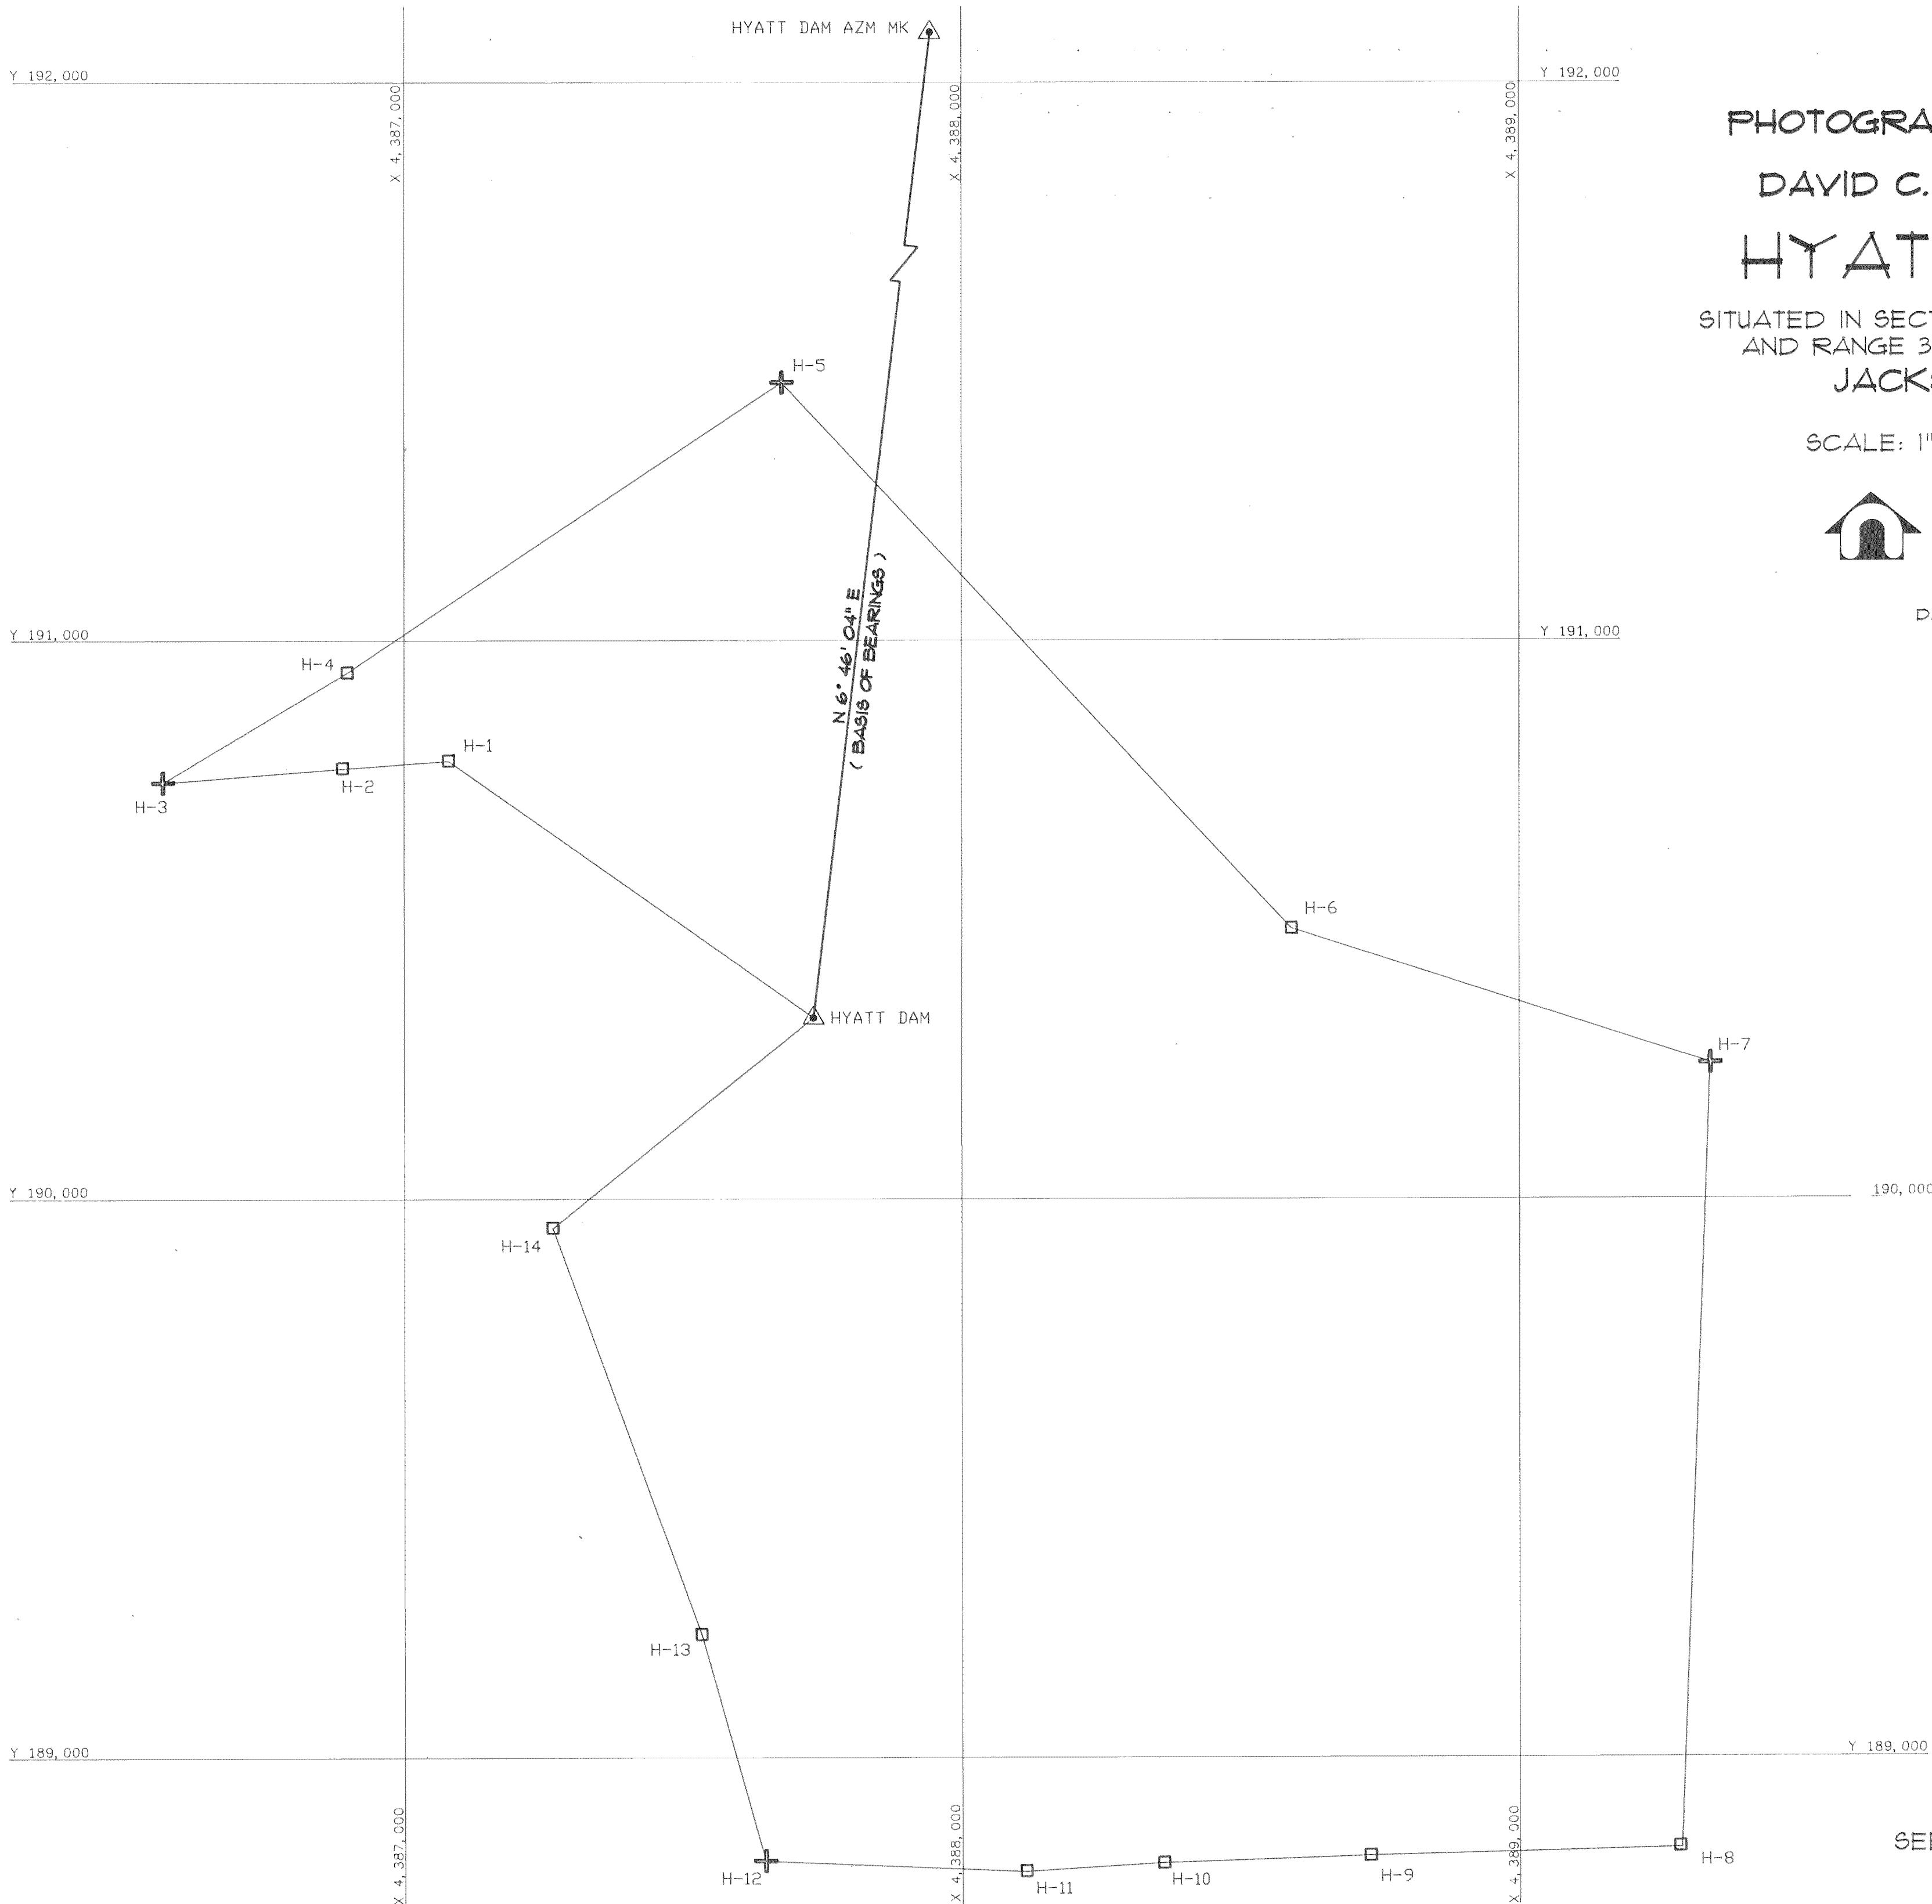 HYATT DAM AZM MK
Y 192,000
Y 192,000
X 4,387,000
X 4,388,000
X 4,389,000
PHOTOGRA
DAVID C.
HYAT
SITUATED IN SECT
AND RANGE 3
JACKS
SCALE: 1"
H-5
N 6° 46' 04" E
( BASIS OF BEARINGS )
D
Y 191,000
Y 191,000
H-4
H-1
H-2
H-3
H-6
HYATT DAM
H-7
Y 190,000
190,000
H-14
H-13
Y 189,000
Y 189,000
X 4,387,000
X 4,388,000
X 4,389,000
SE
H-12
H-11
H-10
H-9
H-8